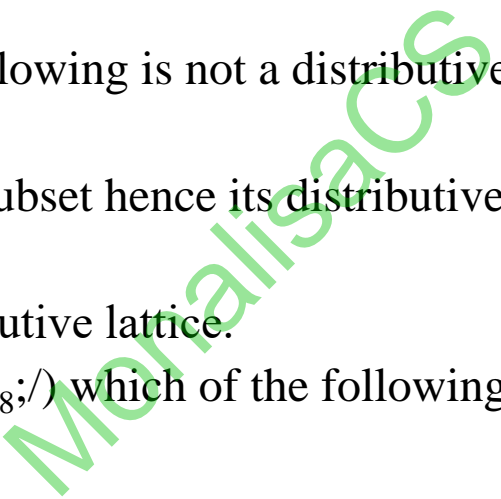 lowing is not a distributive
ubset hence its distributive
utive lattice.
8;/) which of the following
MonalisaCS